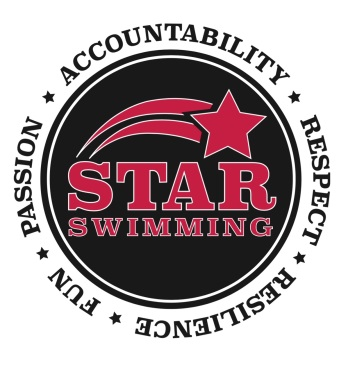 ACCOUNTABILITY
RESPECT
RESILIENCE
FUN
PASSION
STAR
SWIMMING